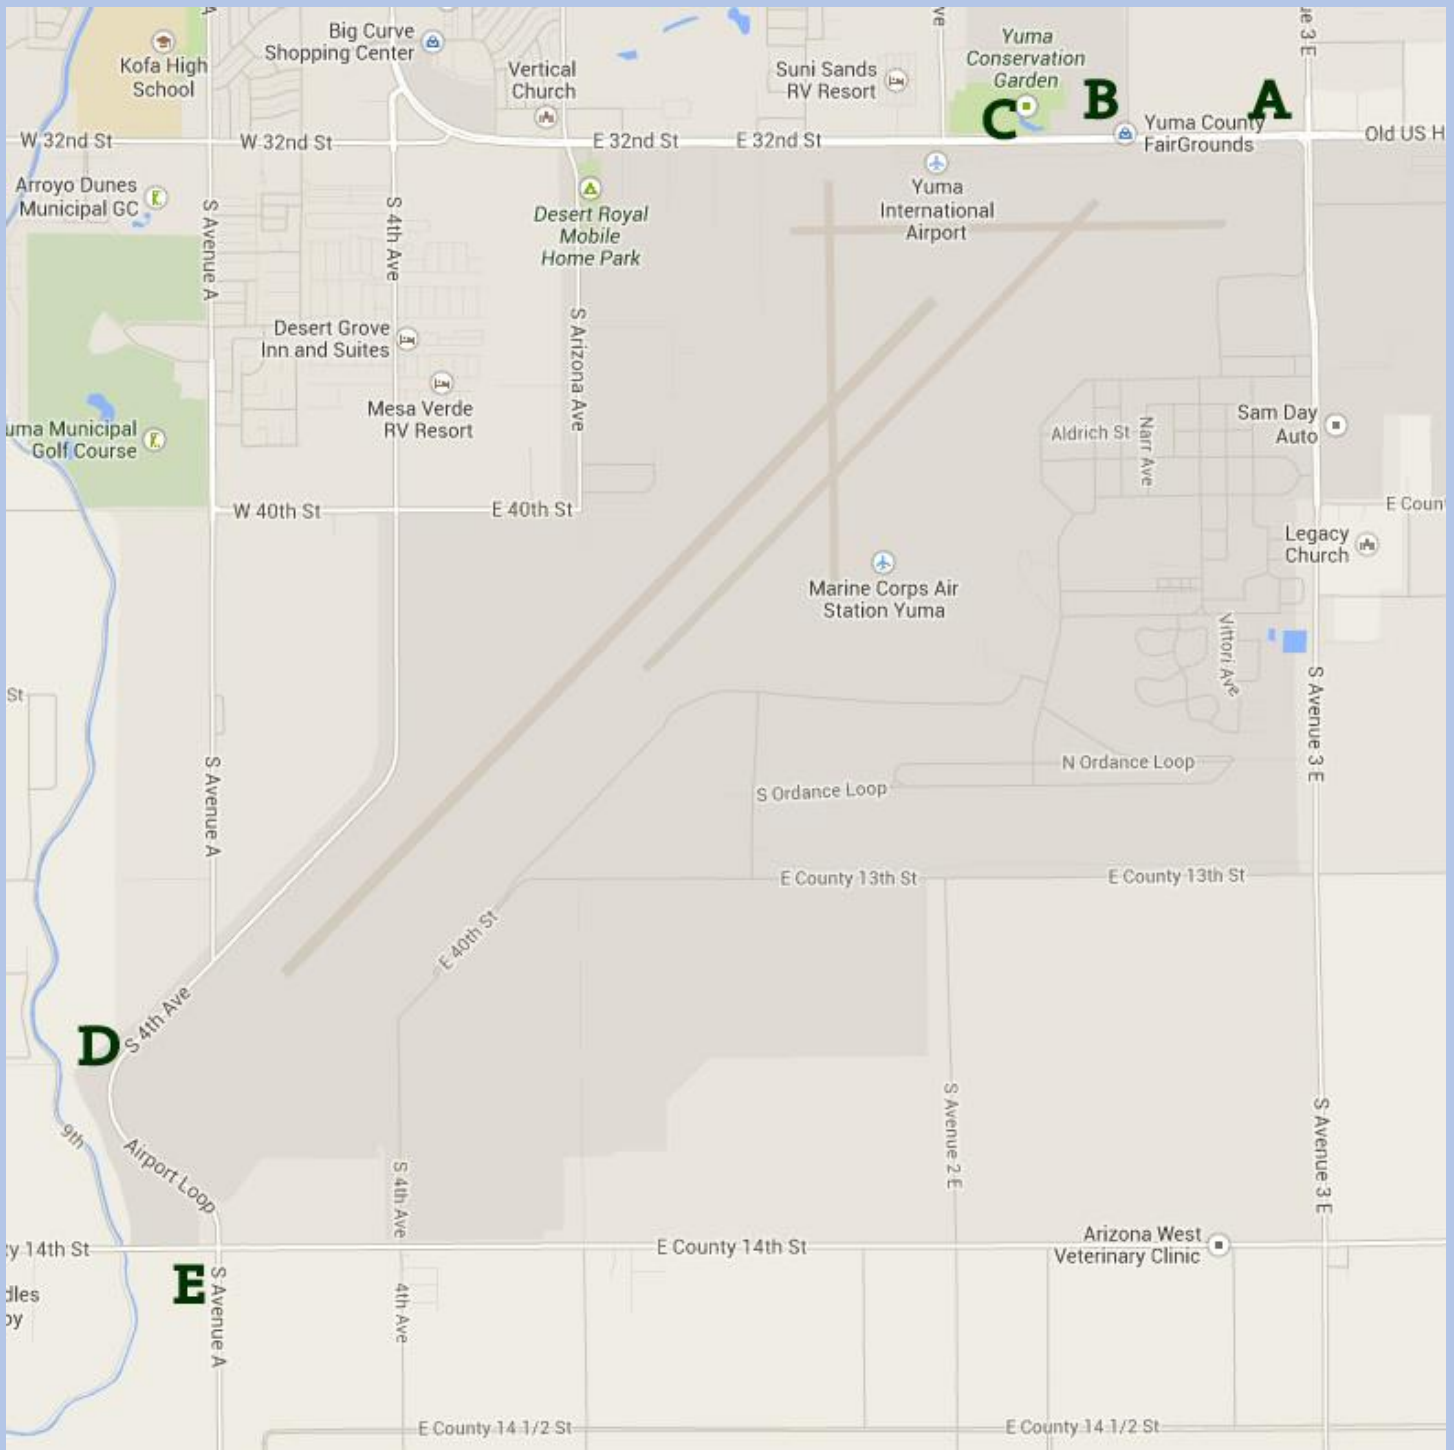 Kofa High
School
A
Big Curve
Shopping Center
Vertical
Church
Suni Sands
RV Resort
ve
Yuma
Conservation
Garden
C
B
A
ue 3 E
W 32nd St
W 32nd St
E 32nd St
E 32nd St
Yuma County
FairGrounds
Old US H
Arroyo Dunes
Municipal GC
S Avenue A
S 4th Ave
Desert Royal
Mobile
Home Park
Yuma
International
Airport
Desert Grove
Inn and Suites
S Arizona Ave
Mesa Verde
RV Resort
uma Municipal
Golf Course
Aldrich St
Narr Ave
Sam Day
Auto
W 40th St
E 40th St
E Coun
Legacy
Church
Marine Corps Air
Station Yuma
Vittori Ave
St
S Avenue 3 E
S Avenue A
N Ordance Loop
S Ordance Loop
E County 13th St
E County 13th St
E 40th St
D
S 4th Ave
9th
Airport Loop
S 4th Ave
S Avenue 2 E
S Avenue 3 E
y 14th St
E County 14th St
Arizona West
Veterinary Clinic
E
S Avenue A
4th Ave
dles
by
E County 14 1/2 St
E County 14 1/2 St